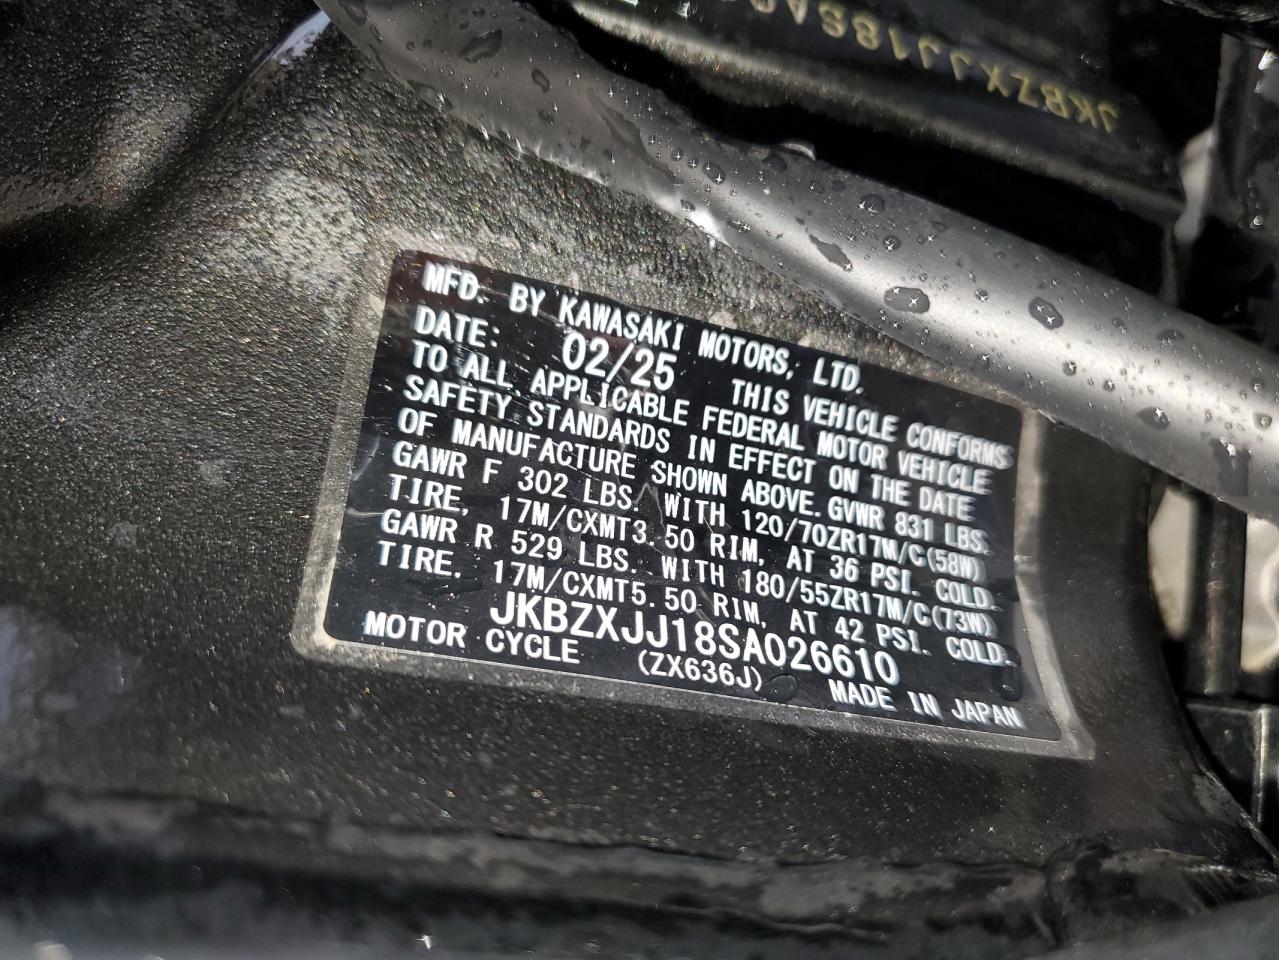 JKBZXJJ18SA
MFD. BY KAWASAKI MOTORS, LTD.
DATE: 02/25 THIS VEHICLE CONFORMS
TO ALL APPLICABLE FEDERAL MOTOR VEHICLE
SAFETY STANDARDS IN EFFECT ON THE DATE
OF MANUFACTURE SHOWN ABOVE. GVWR 831 LBS.
GAWR F 302 LBS. WITH 120/70ZR17M/C(58W)
TIRE, 17M/CXMT3.50 RIM, AT 36 PSI. COLD.
GAWR R 529 LBS. WITH 180/55ZR17M/C(73W)
TIRE, 17M/CXMT5.50 RIM, AT 42 PSI. COLD.
JKBZXJJ18SA026610
MOTOR CYCLE (ZX636J) MADE IN JAPAN